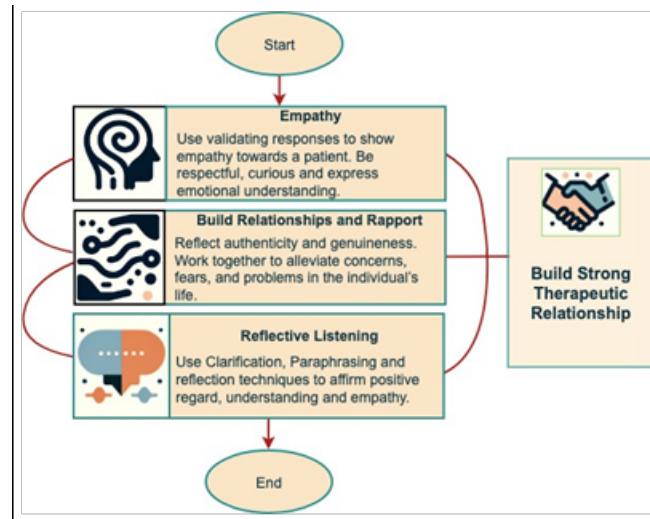 Start
Empathy
Use validating responses to show
empathy towards a patient. Be
respectful, curious and express
emotional understanding.
Build Relationships and Rapport
Reflect authenticity and genuineness.
Work together to alleviate concerns,
fears, and problems in the individual's
life.
Reflective Listening
Use Clarification, Paraphrasing and
reflection techniques to affirm positive
regard, understanding and empathy.
End
Build Strong
Therapeutic
Relationship